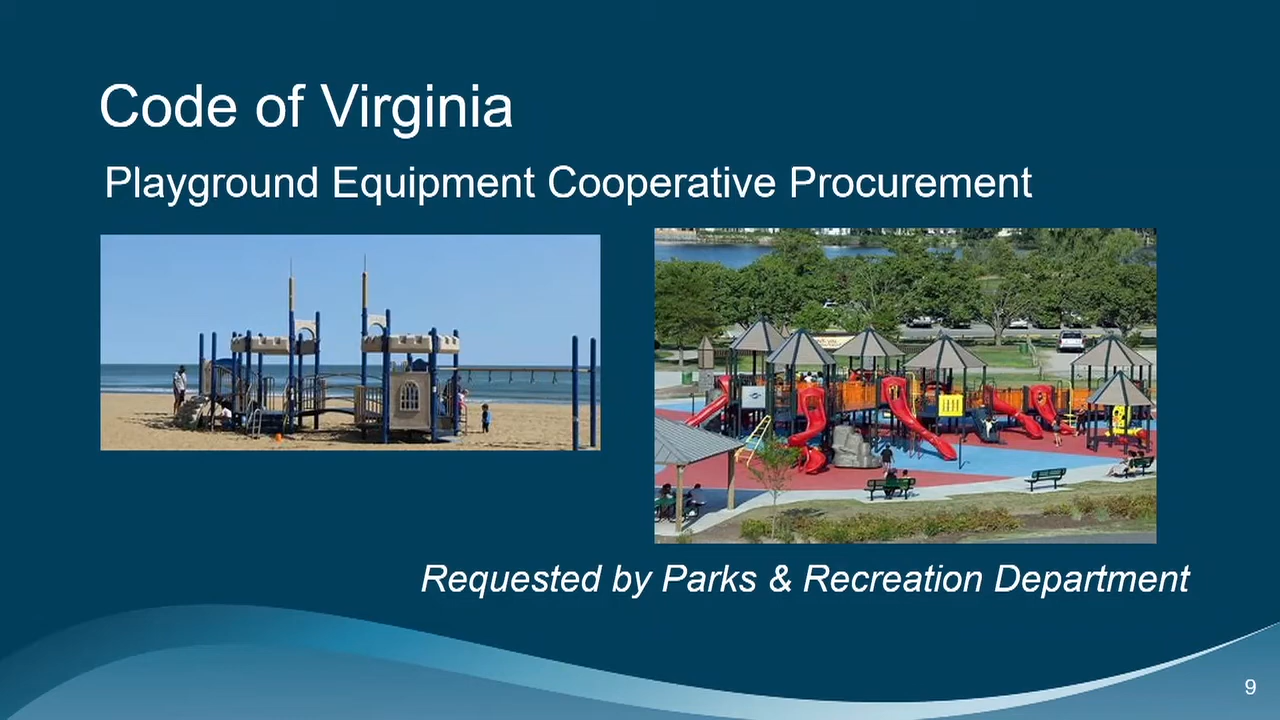 Code of Virginia
Playground Equipment Cooperative Procurement
Requested by Parks & Recreation Department
9